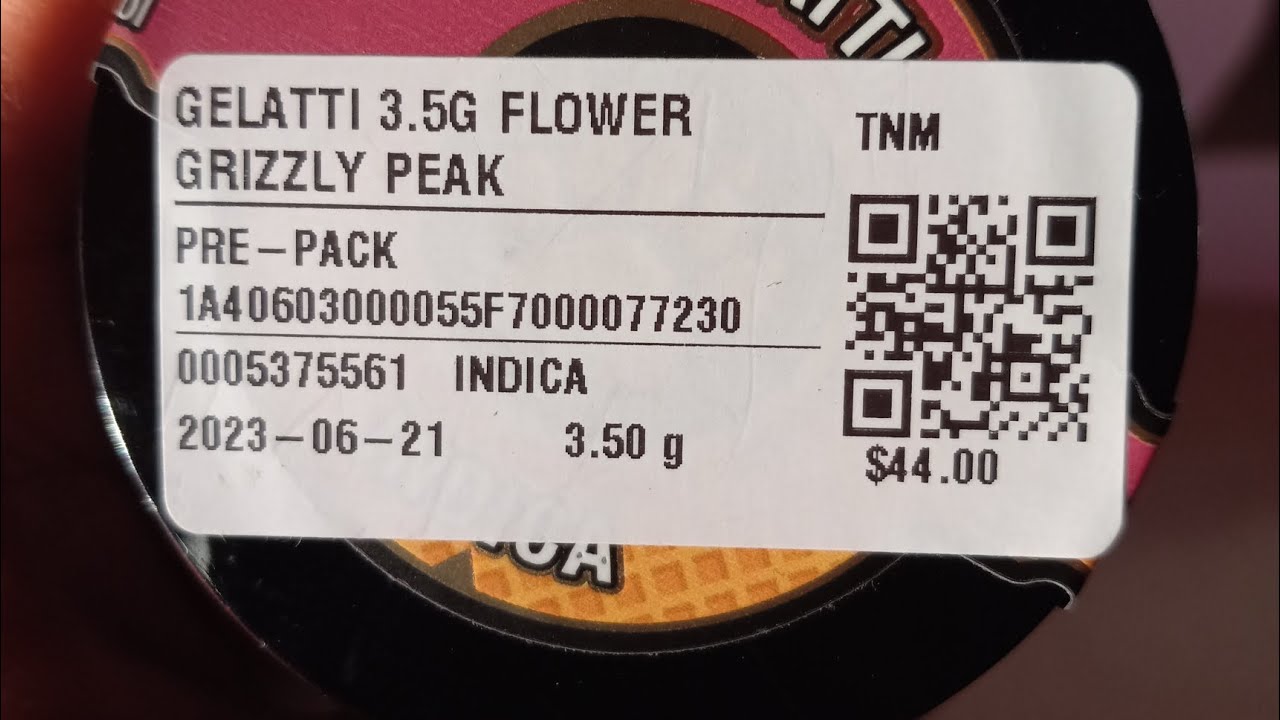 GELATTI 3.5G FLOWER
GRIZZLY PEAK
TNM
PRE-PACK
1A40603000055F7000077230
0005375561 INDICA
2023-06-21 3.50 g
$44.00